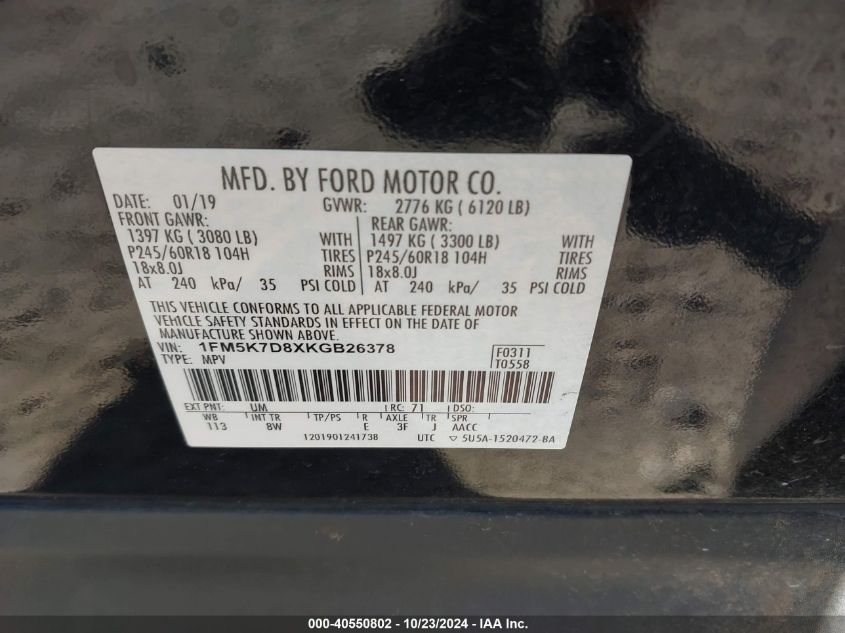 MFD. BY FORD MOTOR CO.
DATE: 01/19 GVWR: 2776 KG ( 6120 LB)
FRONT GAWR: REAR GAWR:
1397 KG ( 3080 LB) WITH 1497 KG ( 3300 LB) WITH
P245/60R18 104H TIRES P245/60R18 104H TIRES
18x8.0J RIMS 18x8.0J RIMS
AT 240 kPa/ 35 PSI COLD AT 240 kPa/ 35 PSI COLD
THIS VEHICLE CONFORMS TO ALL APPLICABLE FEDERAL MOTOR
VEHICLE SAFETY STANDARDS IN EFFECT ON THE DATE OF
MANUFACTURE SHOWN ABOVE.
VIN: 1FM5K7D8XKGB26378 F0311
TYPE: MPV T0558
EXT PNT: UM RC: 71 DSO:
WB INT TR TP/PS R AXLE TR SPR
113 8W E 3F J AACC
1201901241738 UTC ▽ 5U5A-1520472-BA
000-40550802 - 10/23/2024 - IAA Inc.